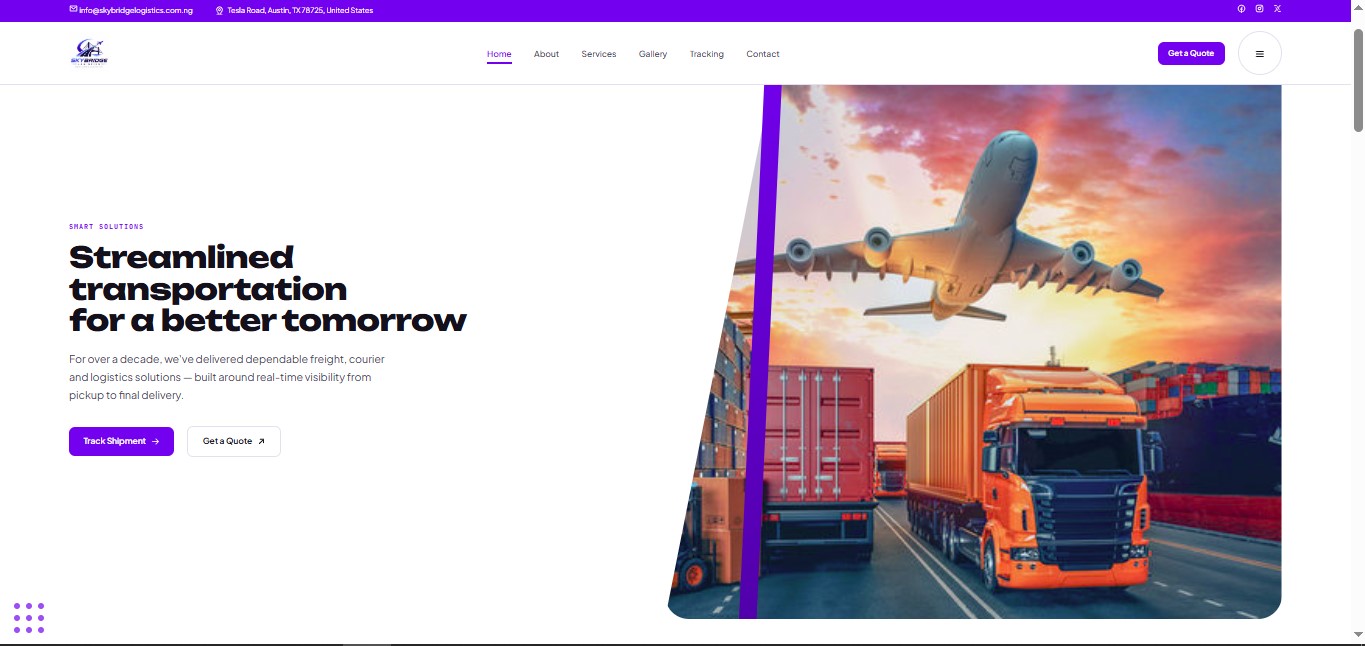 info@skybridgelogistics.com.ng
Tesla Road, Austin, TX 78725, United States
SKYBRIDGE
Home
About
Services
Gallery
Tracking
Contact
Get a Quote
SMART SOLUTIONS
Streamlined
transportation
for a better tomorrow
For over a decade, we've delivered dependable freight, courier
and logistics solutions — built around real-time visibility from
pickup to final delivery.
Track Shipment →
Get a Quote ↗